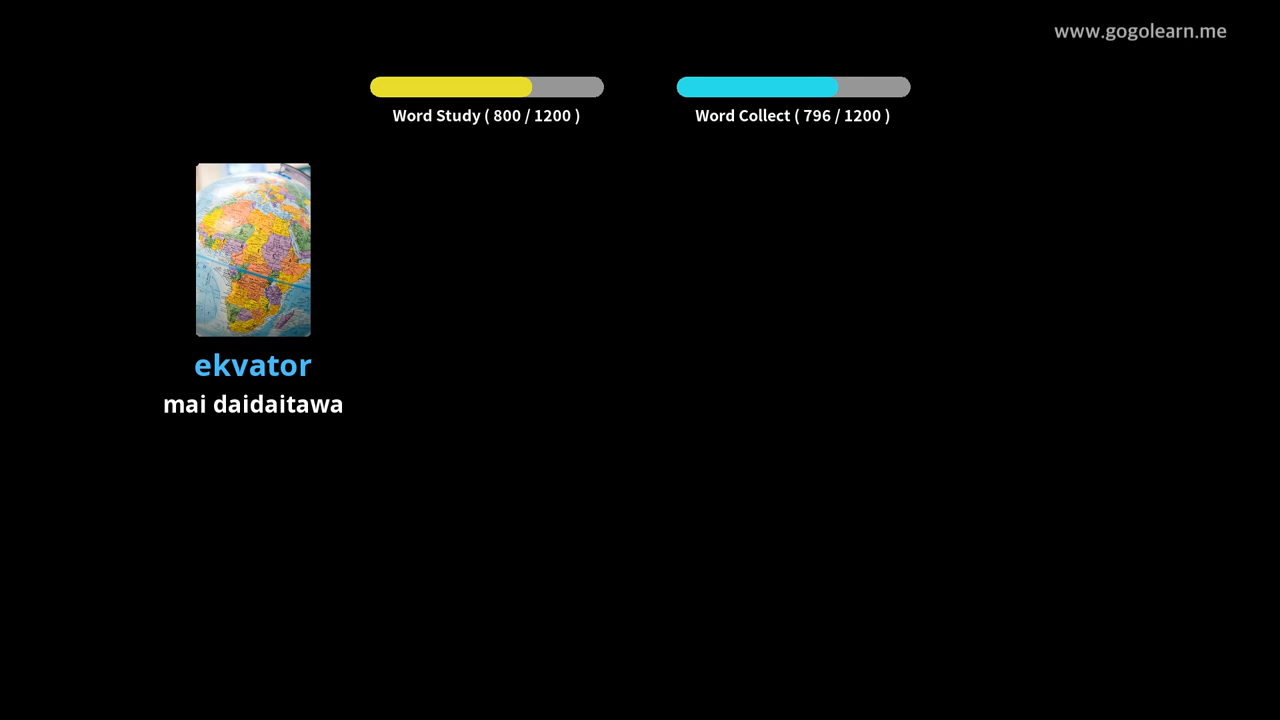 www.gogolearn.me
Word Study ( 800 / 1200 )
Word Collect ( 796 / 1200 )
ekvator
mai daidaitawa